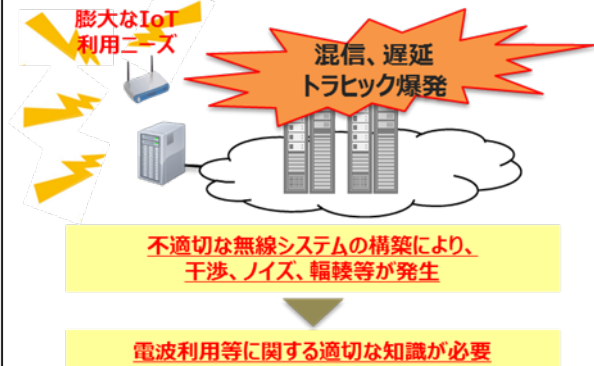 膨大なIoT
利用ニーズ
混信、遅延
トラヒック爆発
不適切な無線システムの構築により、
干渉、ノイズ、輻輳等が発生
電波利用等に関する適切な知識が必要